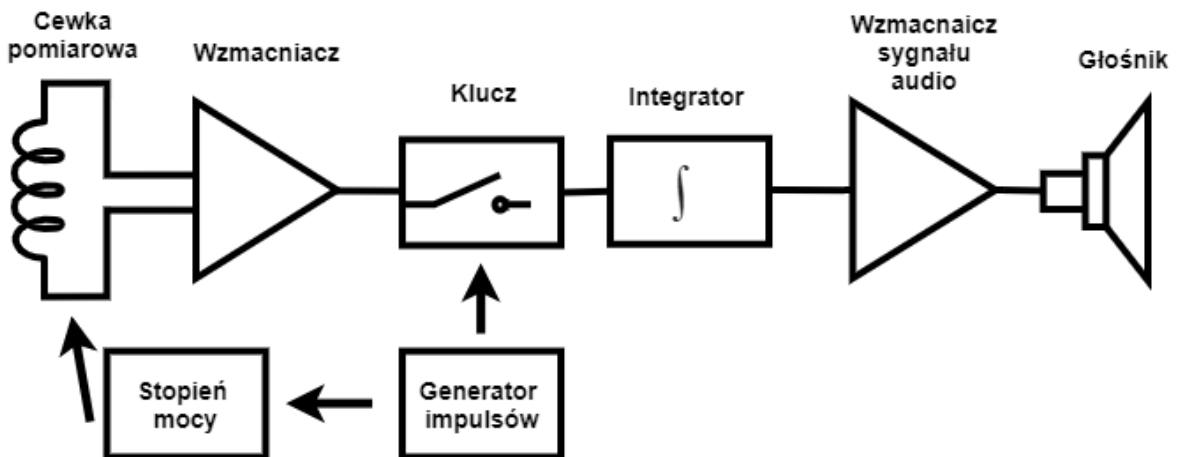 Cewka
pomiarowa
Wzmacniacz
Klucz
Integrator
Wzmacnaicz
sygnału
audio
Głośnik
∫
Stopień
mocy
Generator
impulsów